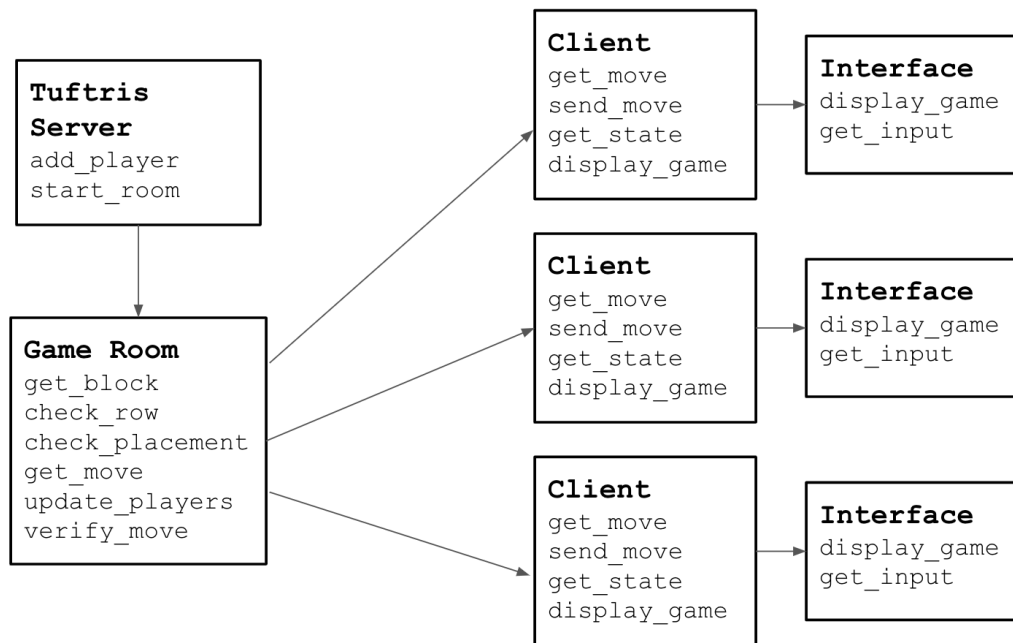 Tuftris
Server
add_player
start_room
Game Room
get_block
check_row
check_placement
get_move
update_players
verify_move
Client
get_move
send_move
get_state
display_game
Interface
display_game
get_input
Client
get_move
send_move
get_state
display_game
Interface
display_game
get_input
Client
get_move
send_move
get_state
display_game
Interface
display_game
get_input